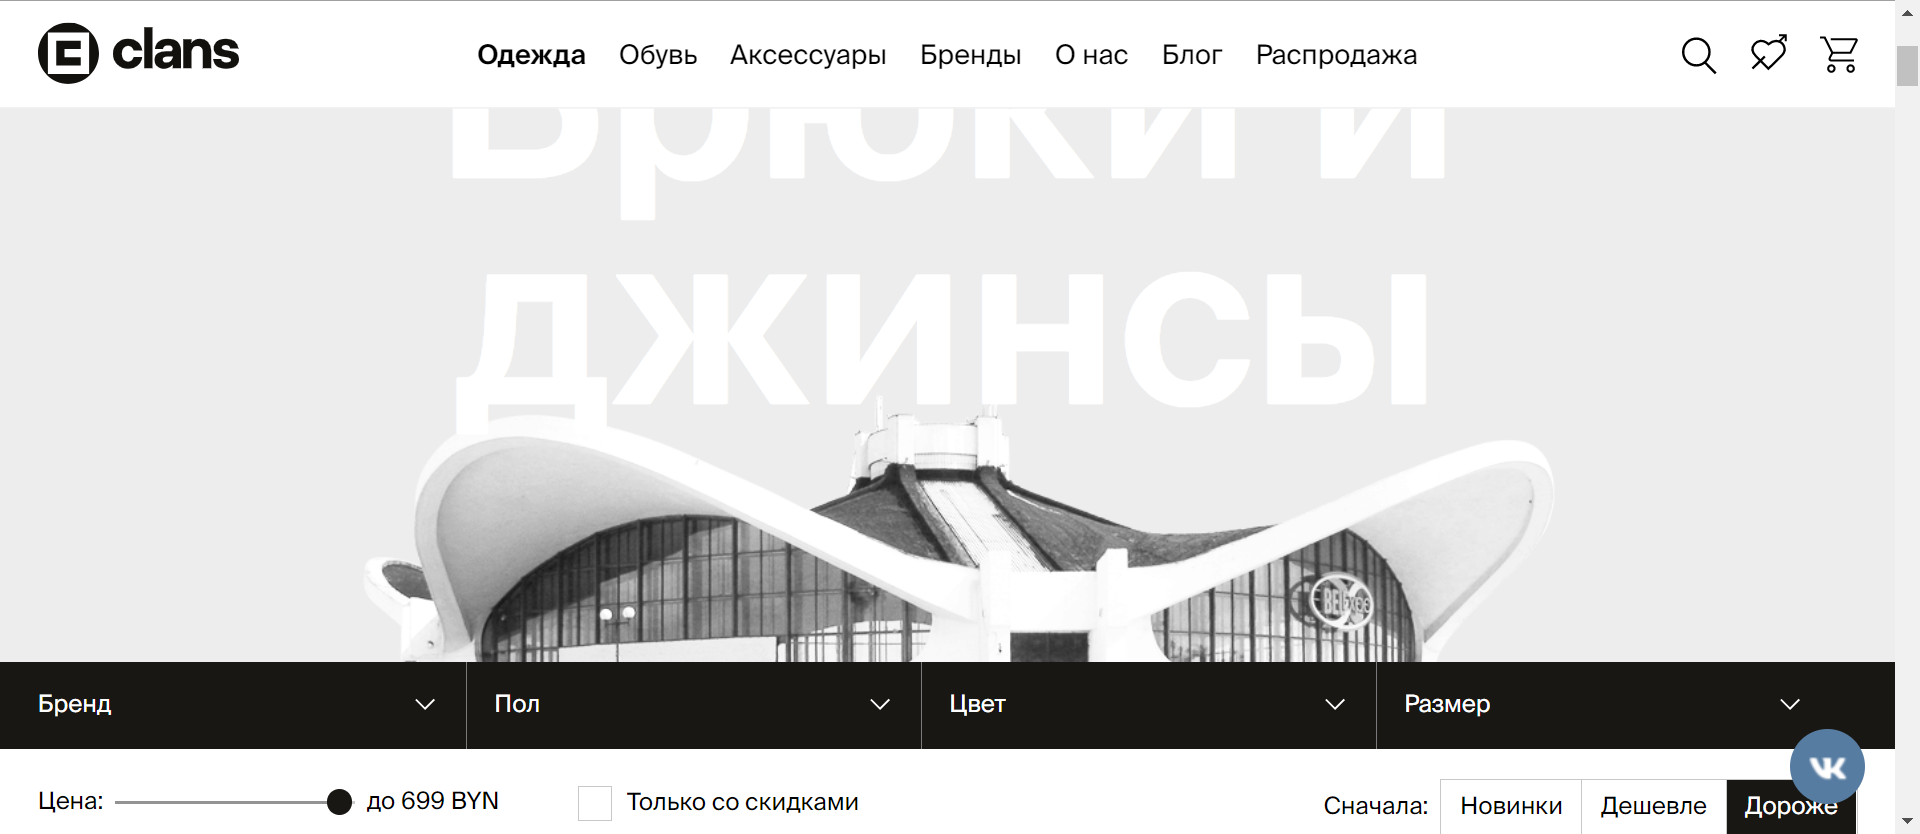 clans
Одежда Обувь Аксессуары Бренды О нас Блог Распродажа
Брюки и
джинсы
Бренд Пол Цвет Размер
Цена: до 699 BYN Только со скидками Сначала: Новинки Дешевле Дороже